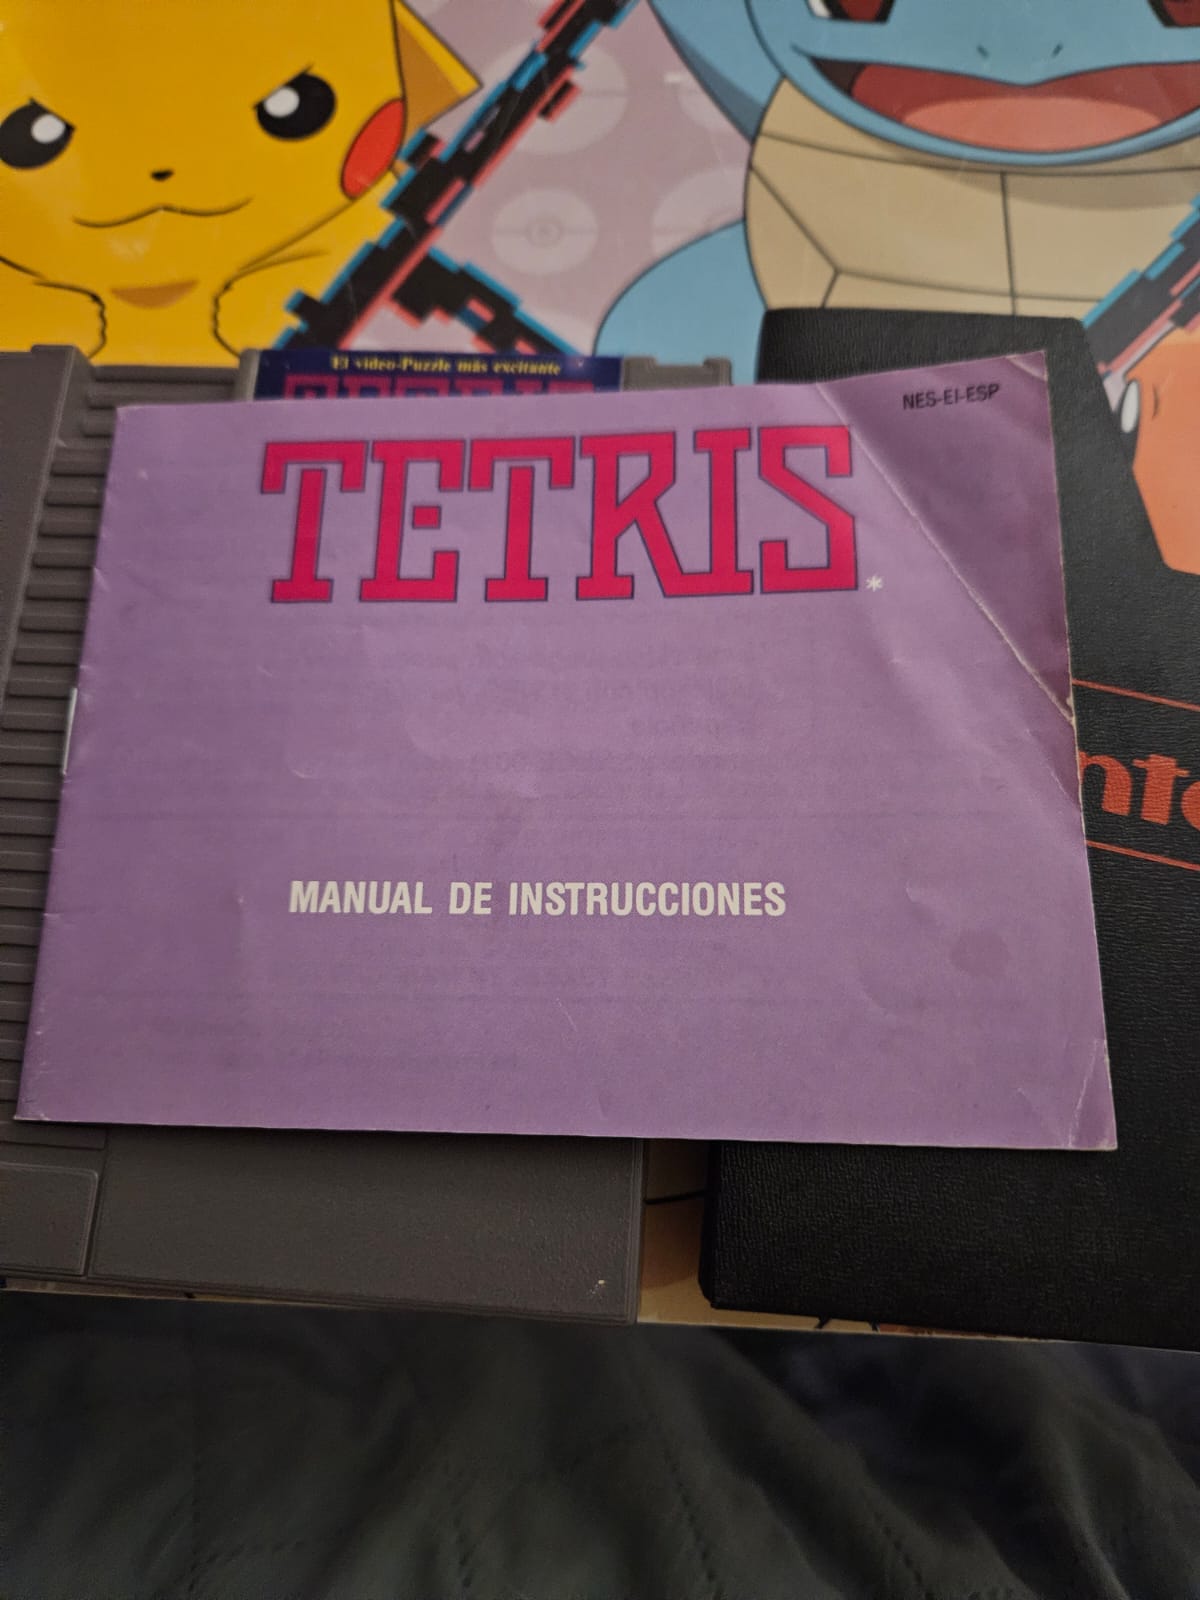 El video-Puzzle más excitante
NES-EI-ESP
TETRIS*
MANUAL DE INSTRUCCIONES